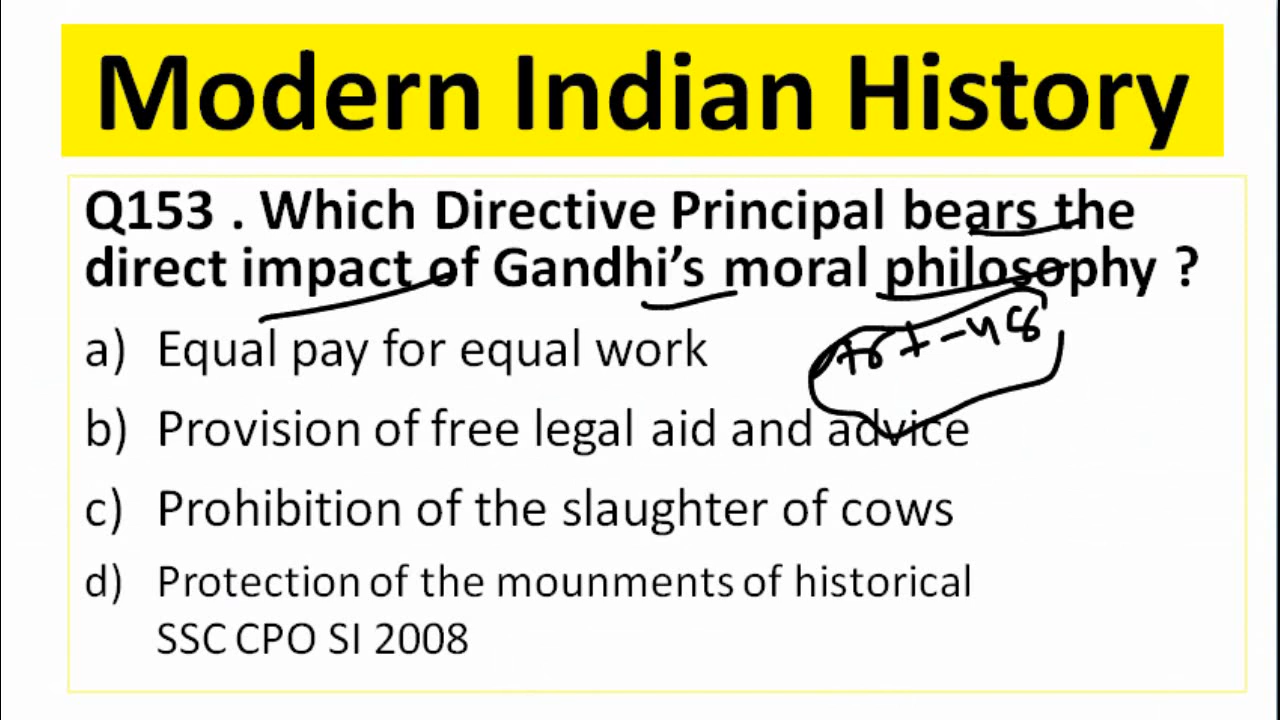 Modern Indian History
Q153 . Which Directive Principal bears the
direct impact of Gandhi’s moral philosophy ?
art-48
a) Equal pay for equal work
b) Provision of free legal aid and advice
c) Prohibition of the slaughter of cows
d) Protection of the mounments of historical
SSC CPO SI 2008